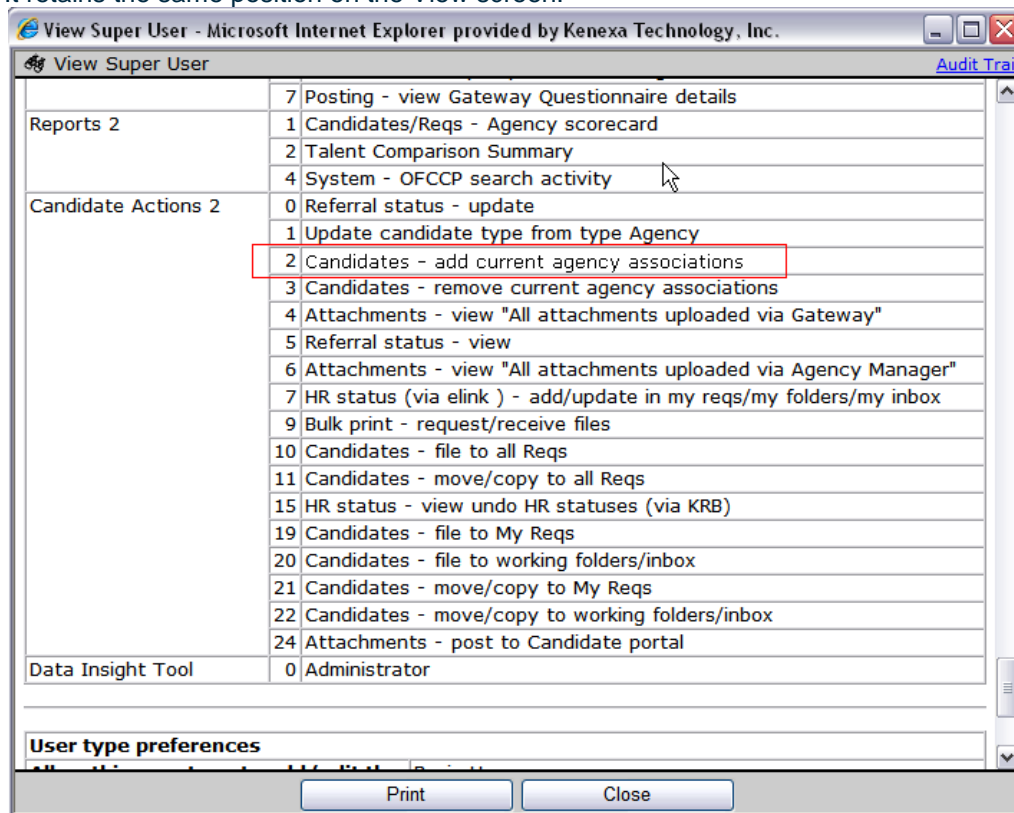 it retains the same position on the View screen.
View Super User - Microsoft Internet Explorer provided by Kenexa Technology, Inc.
View Super User Audit Trai
7 Posting - view Gateway Questionnaire details
Reports 2 1 Candidates/Reqs - Agency scorecard
2 Talent Comparison Summary
4 System - OFCCP search activity
Candidate Actions 2 0 Referral status - update
1 Update candidate type from type Agency
2 Candidates - add current agency associations
3 Candidates - remove current agency associations
4 Attachments - view "All attachments uploaded via Gateway"
5 Referral status - view
6 Attachments - view "All attachments uploaded via Agency Manager"
7 HR status (via elink ) - add/update in my reqs/my folders/my inbox
9 Bulk print - request/receive files
10 Candidates - file to all Reqs
11 Candidates - move/copy to all Reqs
15 HR status - view undo HR statuses (via KRB)
19 Candidates - file to My Reqs
20 Candidates - file to working folders/inbox
21 Candidates - move/copy to My Reqs
22 Candidates - move/copy to working folders/inbox
24 Attachments - post to Candidate portal
Data Insight Tool 0 Administrator
User type preferences
Print Close